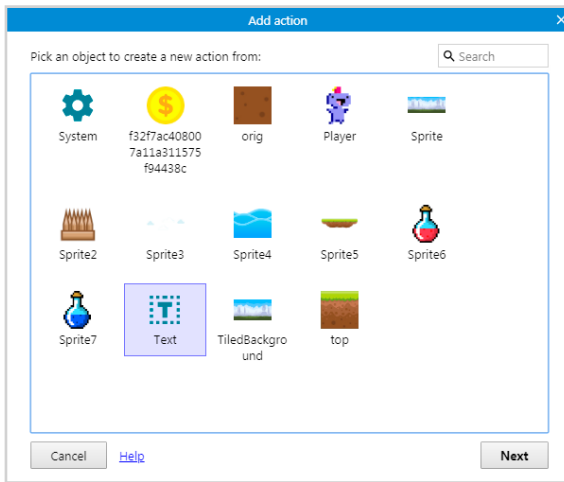 Add action
Pick an object to create a new action from:
Search
System
f32f7ac40800
7a11a311575
f94438c
orig
Player
Sprite
Sprite2
Sprite3
Sprite4
Sprite5
Sprite6
Sprite7
Text
TiledBackgro
und
top
Cancel
Help
Next